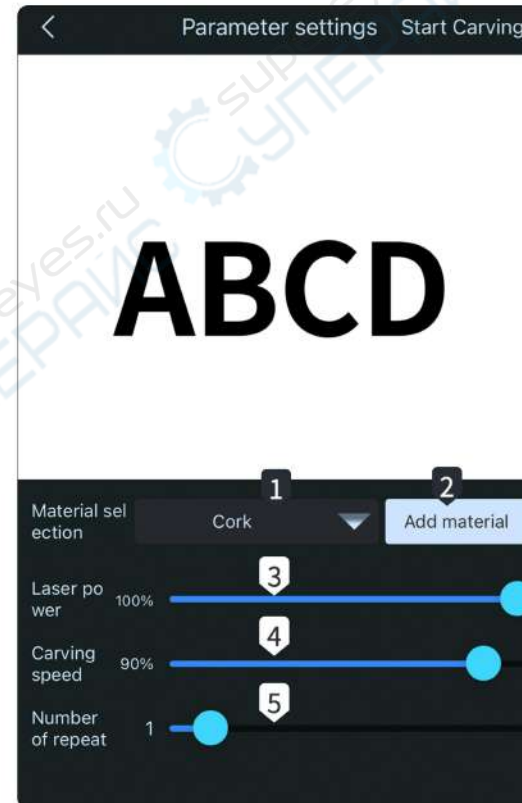 Parameter settings Start Carving
ABCD
1 2
Material sel
ection
Cork
Add material
3
Laser po
wer
100%
4
Carving
speed
90%
5
Number
of repeat
1